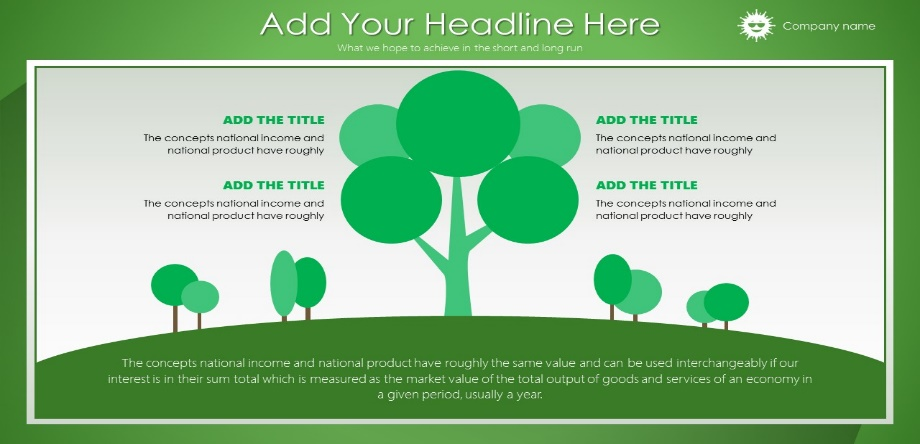 Add Your Headline Here
Company name
What we hope to achieve in the short and long run
ADD THE TITLE
The concepts national income and
national product have roughly
ADD THE TITLE
The concepts national income and
national product have roughly
ADD THE TITLE
The concepts national income and
national product have roughly
ADD THE TITLE
The concepts national income and
national product have roughly
The concepts national income and national product have roughly the same value and can be used interchangeably if our
interest is in their sum total which is measured as the market value of the total output of goods and services of an economy in
a given period, usually a year.